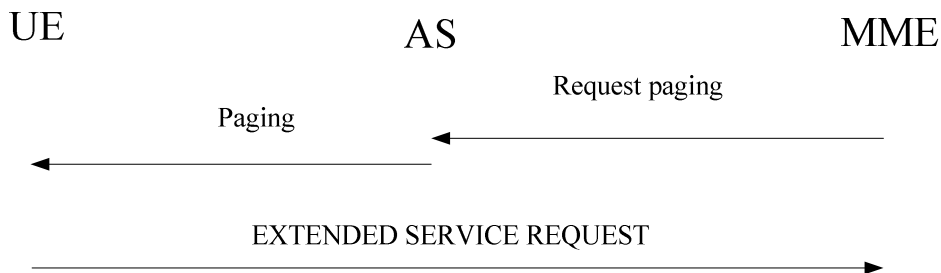 UE
AS
MME
Request paging
Paging
EXTENDED SERVICE REQUEST